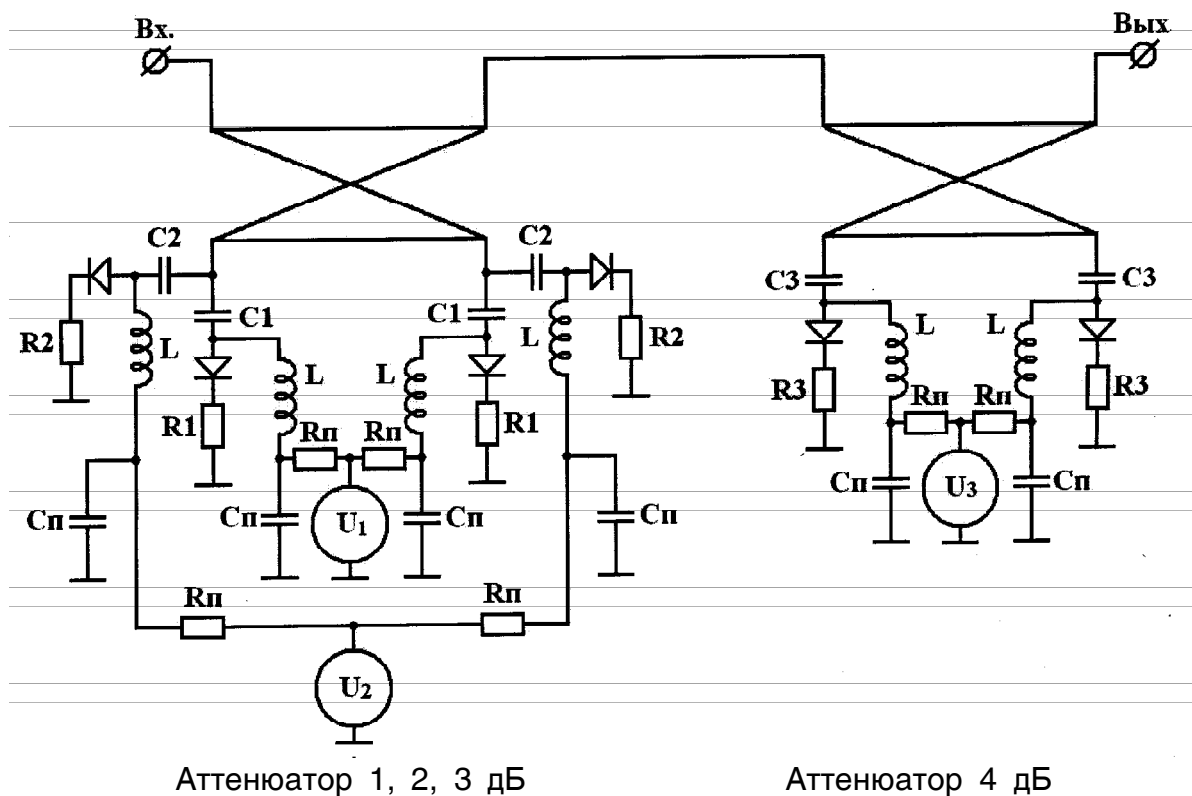 Вх. Вых
C2 C2
C3 C3
C1 C1
R2 L L R2
L L
L L
R1 Rп Rп R1
R3 Rп Rп R3
Cп U1 Cп
Cп Cп
Cп U3 Cп
Rп Rп
U2
Аттенюатор 1, 2, 3 дБ Аттенюатор 4 дБ